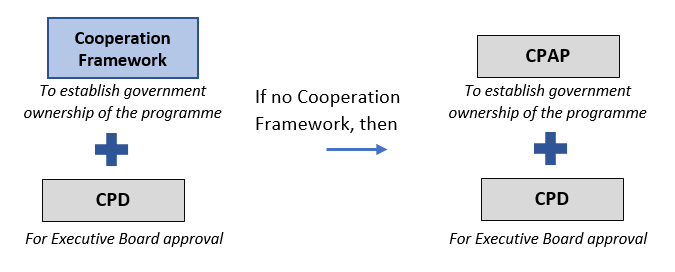 Cooperation
Framework
To establish government
ownership of the programme
CPD
For Executive Board approval
If no Cooperation
Framework, then
CPAP
To establish government
ownership of the programme
CPD
For Executive Board approval